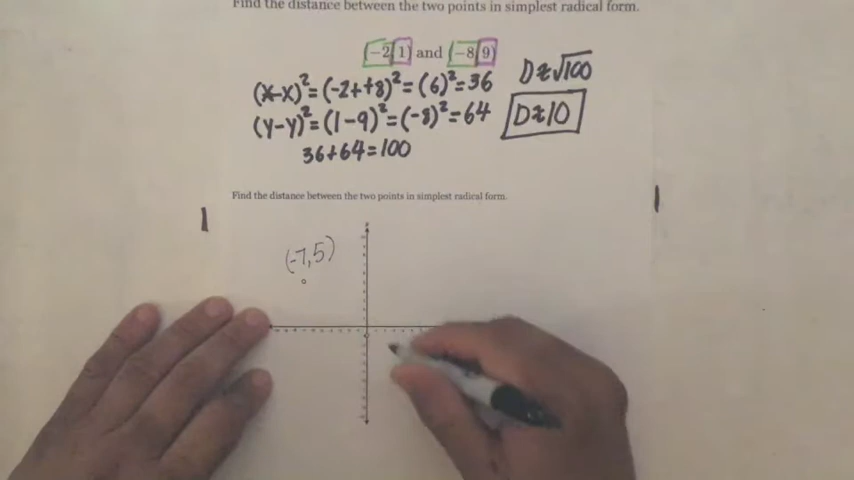 Find the distance between the two points in simplest radical form.
(-2,1) and (-8,9)
(x-x)²=(-2++8)²=(6)²=36
D≈√100
(y-y)²=(1-9)²=(-8)²=64
D≈10
36+64=100
Find the distance between the two points in simplest radical form.
(-7,5)